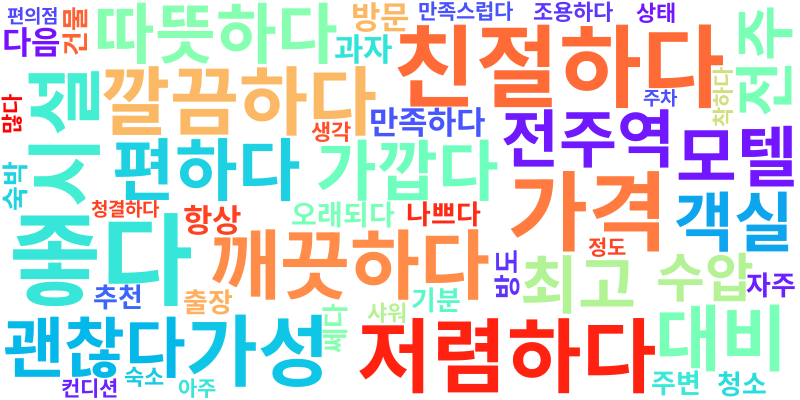 편의점
다음
건물
따뜻하다
방문
과자
만족스럽다
조용하다
상태
친절하다
전주
착하다
주차
많다
시설
깔끔하다
생각
만족하다
전주역
모텔
숙박
편하다
가깝다
가격
객실
청결하다
항상
오래되다
나쁘다
정도
좋다
깨끗하다
방도
최고
수압
자주
추천
출장
쎄다
샤워
기분
괜찮다
가성
저렴하다
대비
숙소
컨디션
아주
주변
청소